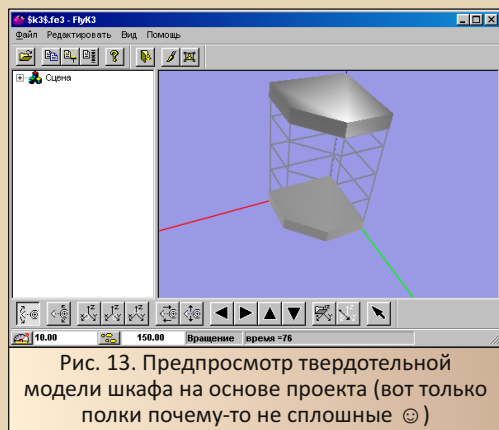 $k3$.fe3 - FlyK3
Файл Редактировать Вид Помощь
Сцена
10.00 150.00 Вращение время =76
Рис. 13. Предпросмотр твердотельной
модели шкафа на основе проекта (вот только
полки почему-то не сплошные ☺)